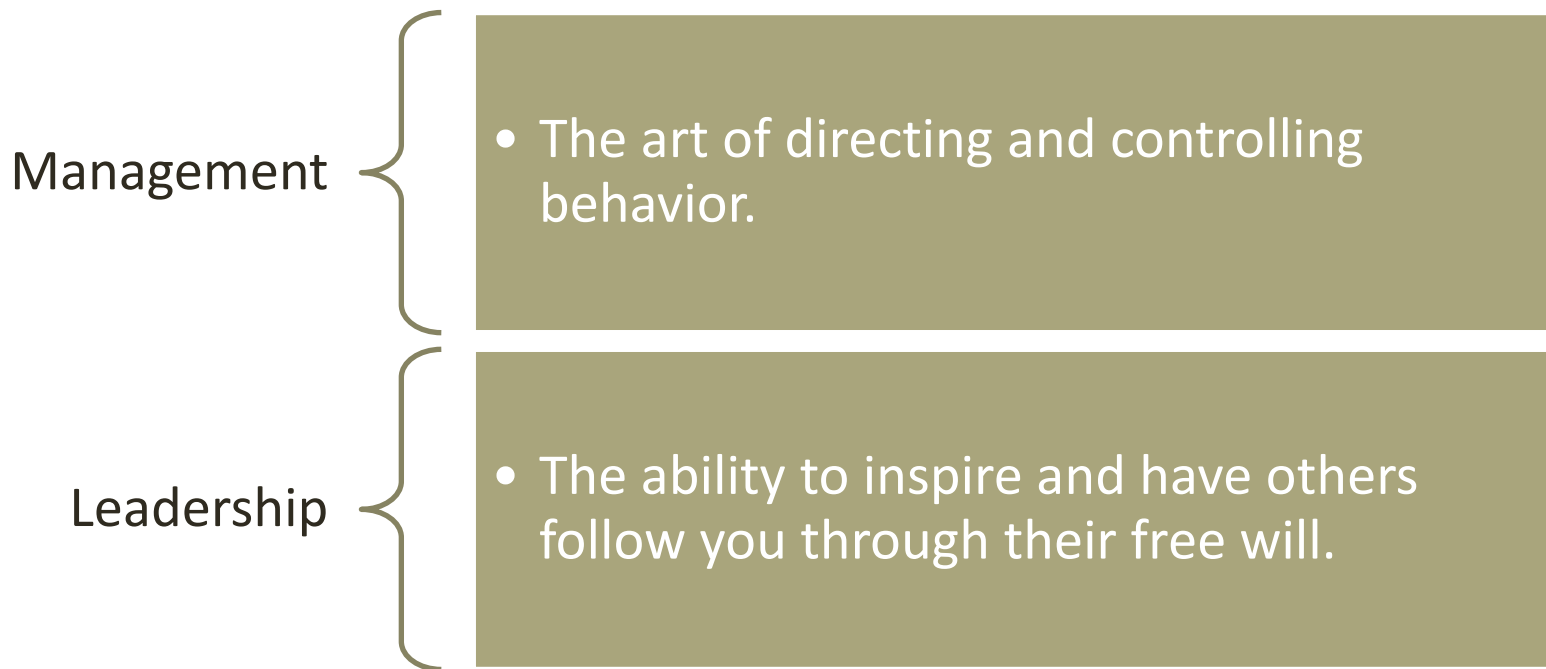 Management
• The art of directing and controlling
behavior.
Leadership
• The ability to inspire and have others
follow you through their free will.